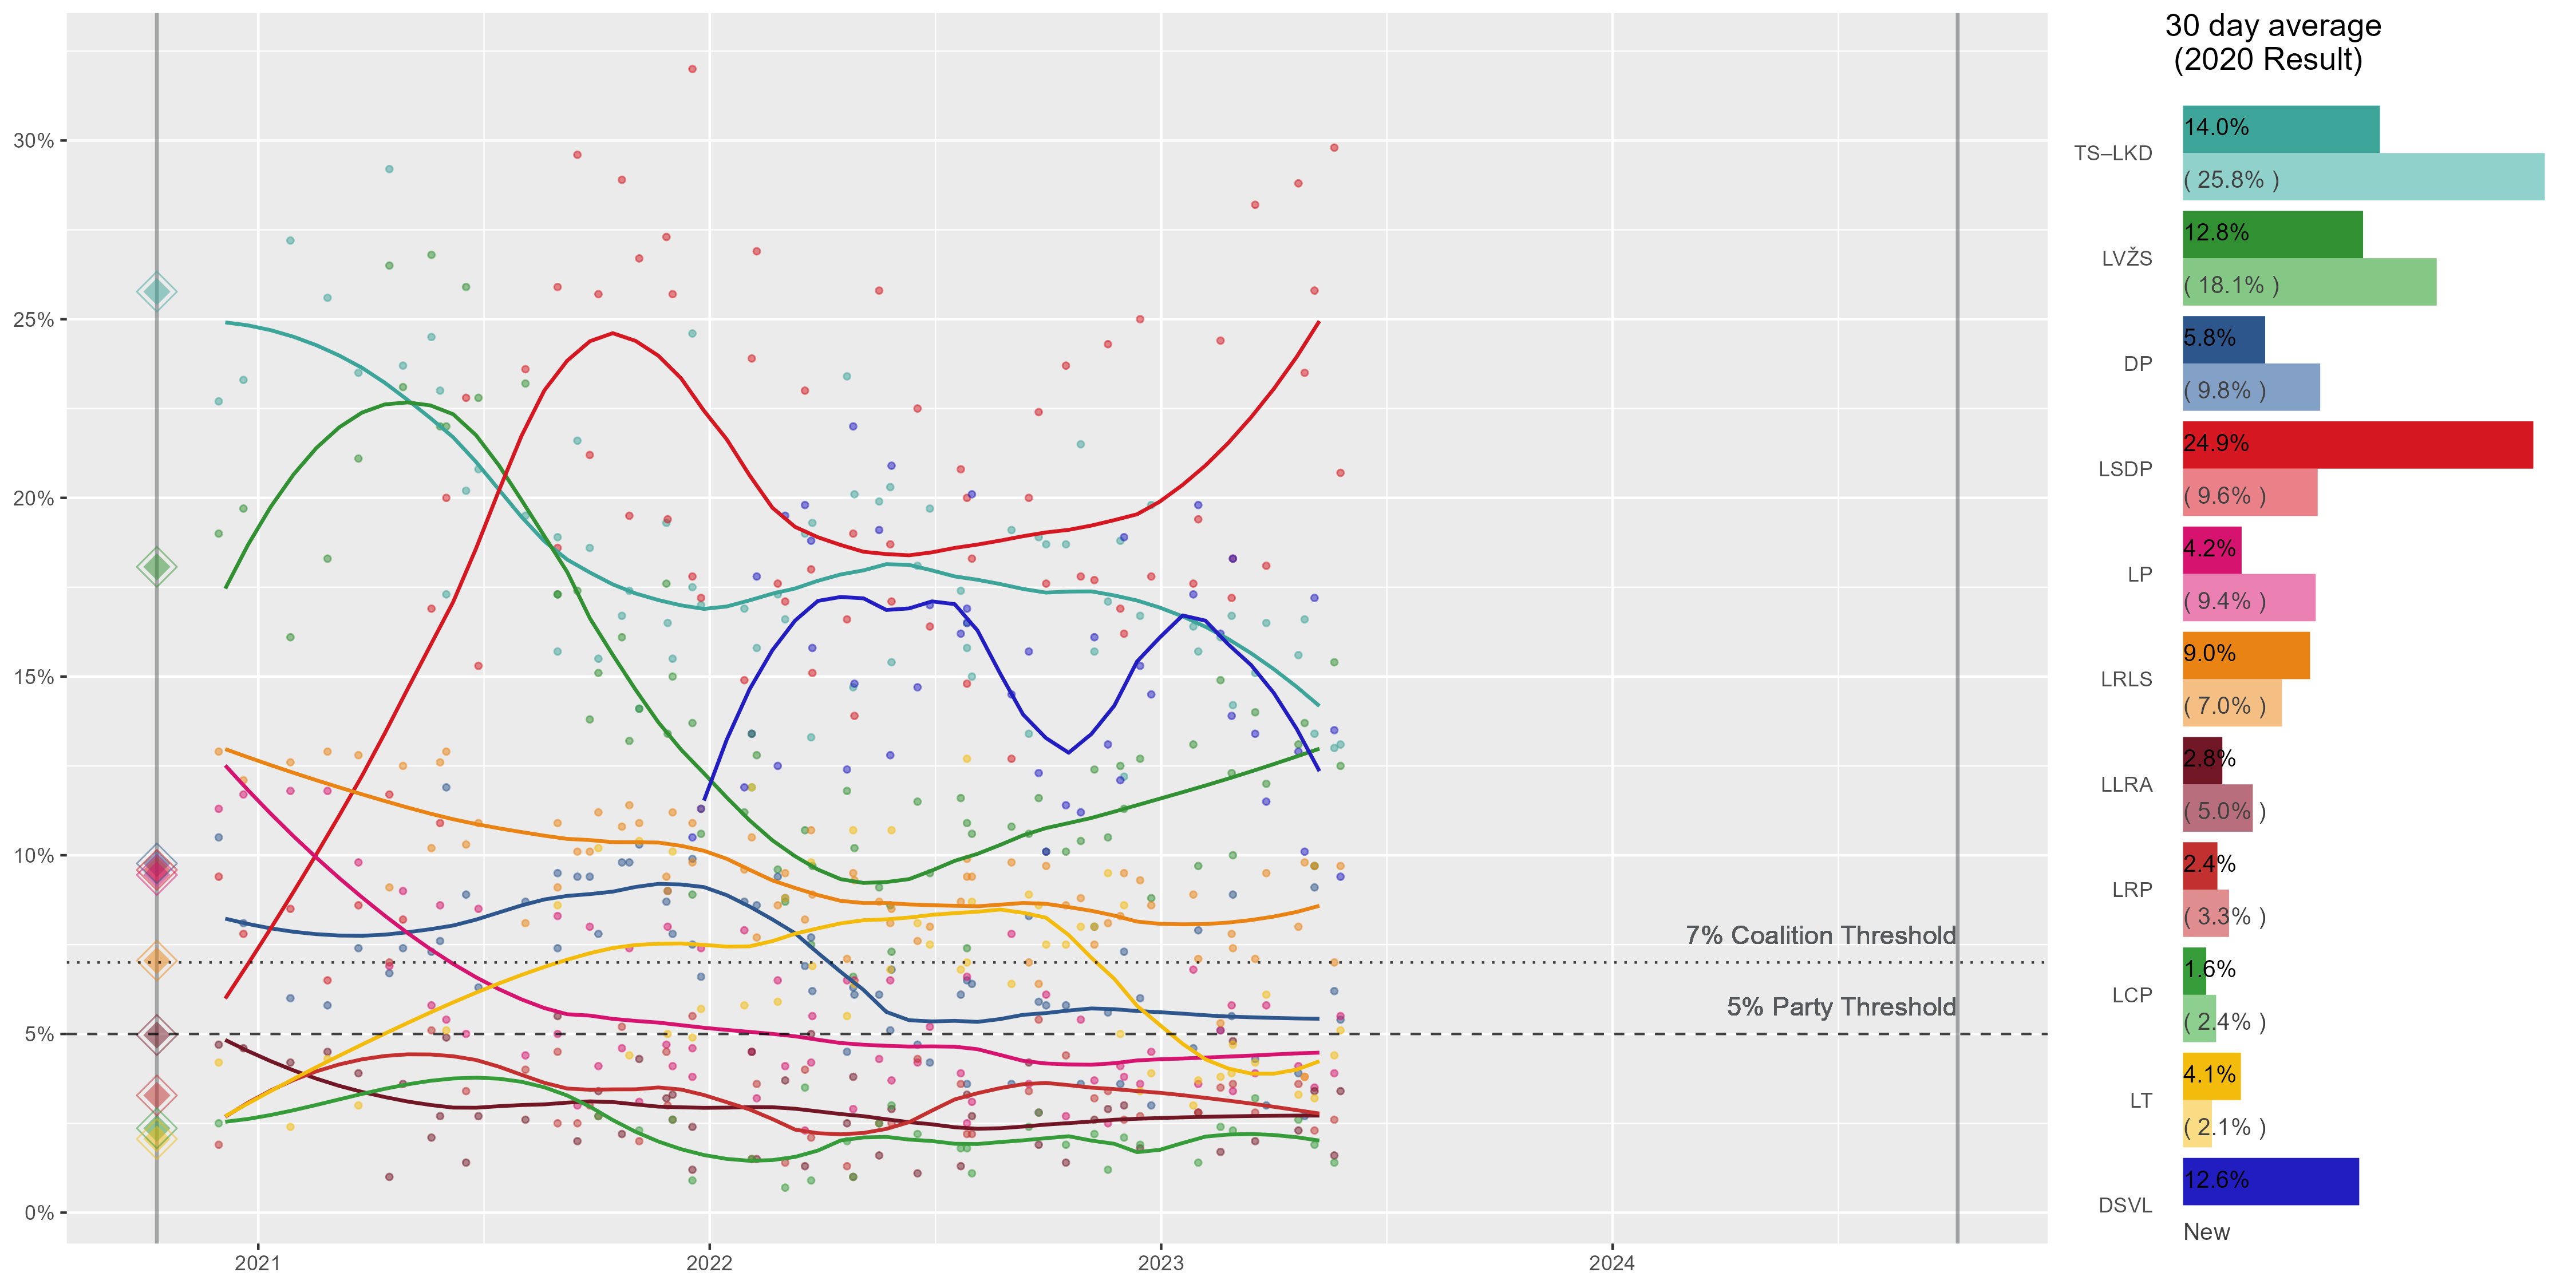 30%
25%
20%
15%
10%
5%
0%
2021
2022
2023
2024
7% Coalition Threshold
5% Party Threshold
30 day average
(2020 Result)
TS–LKD
14.0%
( 25.8% )
LVŽS
12.8%
( 18.1% )
DP
5.8%
( 9.8% )
LSDP
24.9%
( 9.6% )
LP
4.2%
( 9.4% )
LRLS
9.0%
( 7.0% )
LLRA
2.8%
( 5.0% )
LRP
2.4%
( 3.3% )
LCP
1.6%
( 2.4% )
LT
4.1%
( 2.1% )
DSVL
12.6%
New